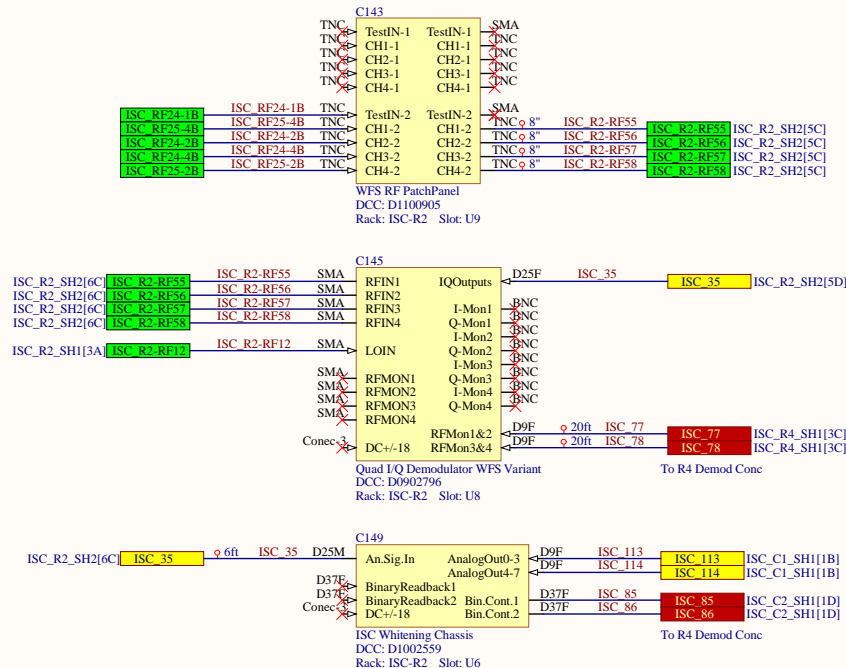 C143
TNC TestIN-1 TestIN-1 SMA
TNC CH1-1 CH1-1 TNC
TNC CH2-1 CH2-1 TNC
TNC CH3-1 CH3-1 TNC
TNC CH4-1 CH4-1 TNC
ISC_RF24-1B ISC_RF24-1B TNC TestIN-2 TestIN-2 SMA
ISC_RF25-4B ISC_RF25-4B TNC CH1-2 CH1-2 TNC 8" ISC_R2-RF55 ISC_R2-RF55 ISC_R2_SH2[5C]
ISC_RF24-2B ISC_RF24-2B TNC CH2-2 CH2-2 TNC 8" ISC_R2-RF56 ISC_R2-RF56 ISC_R2_SH2[5C]
ISC_RF24-4B ISC_RF24-4B TNC CH3-2 CH3-2 TNC 8" ISC_R2-RF57 ISC_R2-RF57 ISC_R2_SH2[5C]
ISC_RF25-2B ISC_RF25-2B TNC CH4-2 CH4-2 TNC 8" ISC_R2-RF58 ISC_R2-RF58 ISC_R2_SH2[5C]
WFS RF PatchPanel
DCC: D1100905
Rack: ISC-R2 Slot: U9
C145
ISC_R2_SH2[6C] ISC_R2-RF55 ISC_R2-RF55 SMA RFIN1 IQOutputs D25F ISC_35 ISC_35 ISC_R2_SH2[5D]
ISC_R2_SH2[6C] ISC_R2-RF56 ISC_R2-RF56 SMA RFIN2
ISC_R2_SH2[6C] ISC_R2-RF57 ISC_R2-RF57 SMA RFIN3 I-Mon1 BNC
ISC_R2_SH2[6C] ISC_R2-RF58 ISC_R2-RF58 SMA RFIN4 Q-Mon1 BNC
I-Mon2 BNC
ISC_R2_SH1[3A] ISC_R2-RF12 ISC_R2-RF12 SMA LOIN Q-Mon2 BNC
I-Mon3 BNC
SMA RFMON1 Q-Mon3 BNC
SMA RFMON2 I-Mon4 BNC
SMA RFMON3 Q-Mon4 BNC
SMA RFMON4
RFMon1&2 D9F 20ft ISC_77 ISC_77 ISC_R4_SH1[3C]
Conec-3 DC+/-18 RFMon3&4 D9F 20ft ISC_78 ISC_78 ISC_R4_SH1[3C]
Quad I/Q Demodulator WFS Variant To R4 Demod Conc
DCC: D0902796
Rack: ISC-R2 Slot: U8
C149
ISC_R2_SH2[6C] ISC_35 6ft ISC_35 D25M An.Sig.In AnalogOut0-3 D9F ISC_113 ISC_113 ISC_C1_SH1[1B]
AnalogOut4-7 D9F ISC_114 ISC_114 ISC_C1_SH1[1B]
D37F BinaryReadback1
D37F BinaryReadback2 Bin.Cont.1 D37F ISC_85 ISC_85 ISC_C2_SH1[1D]
Conec-3 DC+/-18 Bin.Cont.2 D37F ISC_86 ISC_86 ISC_C2_SH1[1D]
ISC Whitening Chassis To R4 Demod Conc
DCC: D1002559
Rack: ISC-R2 Slot: U6